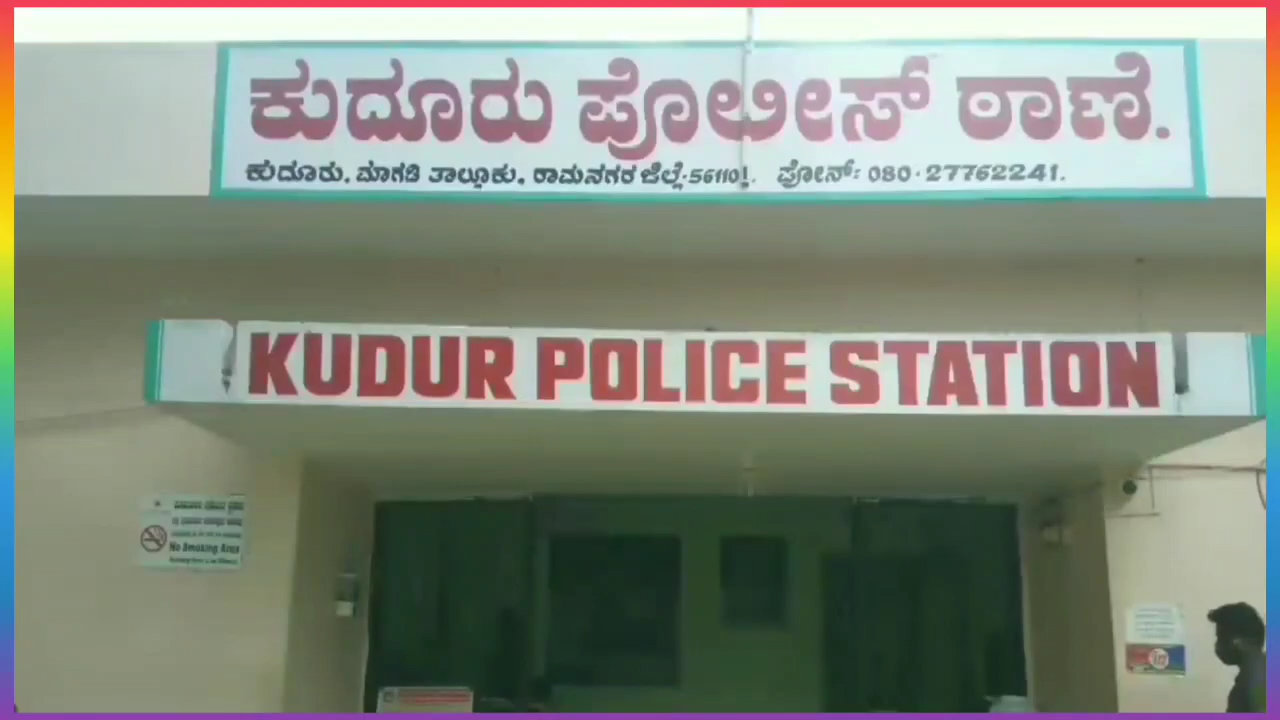 ಕುದೂರು ಪೊಲೀಸ್ ಠಾಣೆ.
ಕುದೂರು. ಮಾಗಡಿ ತಾಲ್ಲೂಕು. ರಾಮನಗರ ಜಿಲ್ಲೆ-561101. ಫೋನ್: 080-27762241.
KUDUR POLICE STATION
No Smoking Area